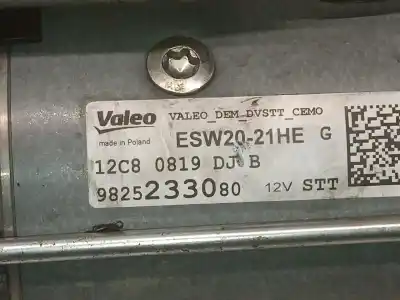 Valeo VALEO_DEM_DVSTT_CEMO
made in Poland ESW20-21HE G
12C8 0819 DJ B
9825233080 12V STT